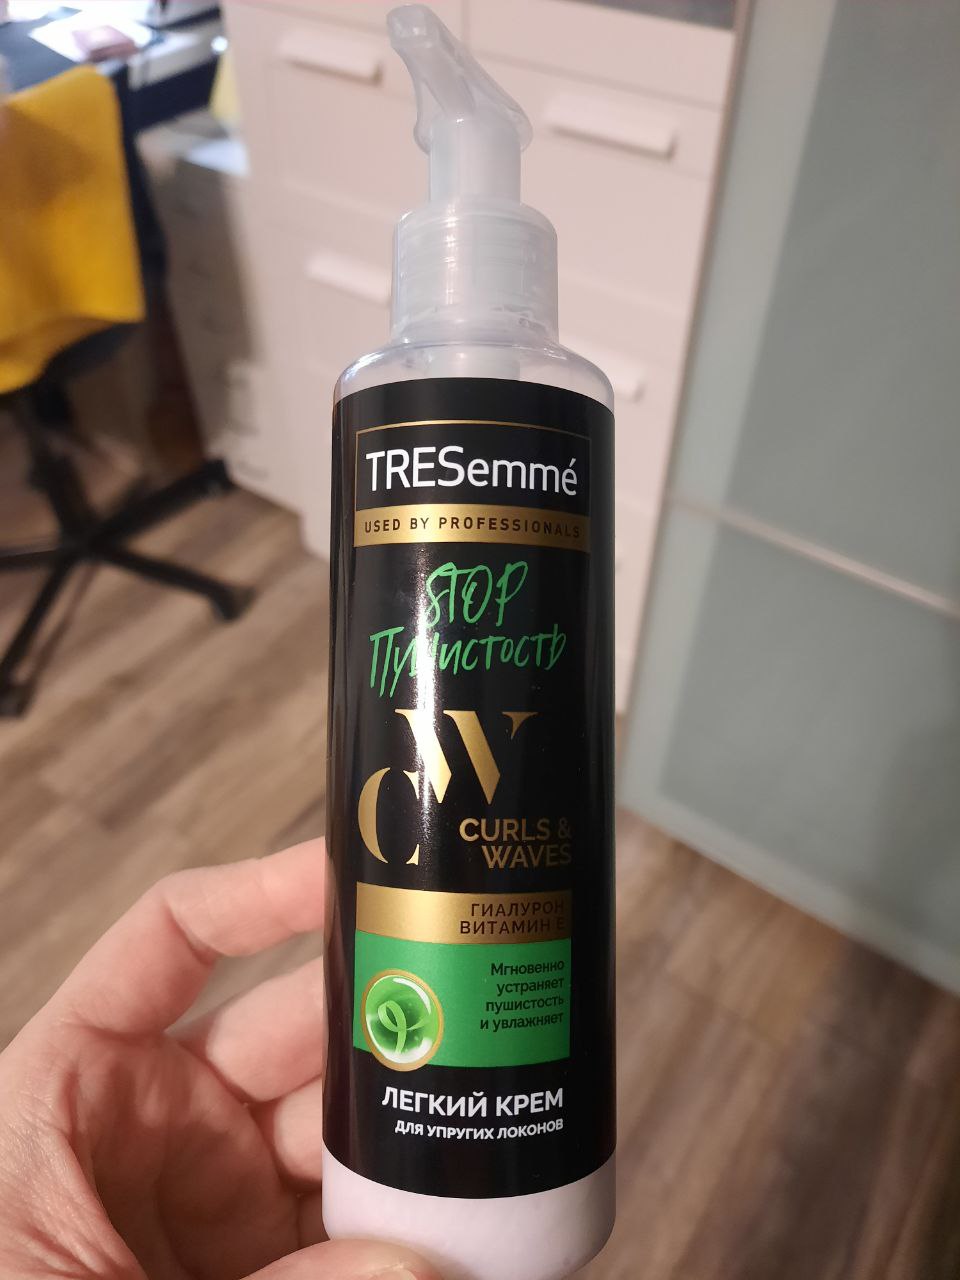 TRESemmé
USED BY PROFESSIONALS
STOP
Пушистость
CW
CURLS &
WAVES
ГИАЛУРОН
ВИТАМИН Е
Мгновенно
устраняет
пушистость
и увлажняет
ЛЕГКИЙ КРЕМ
для упругих локонов